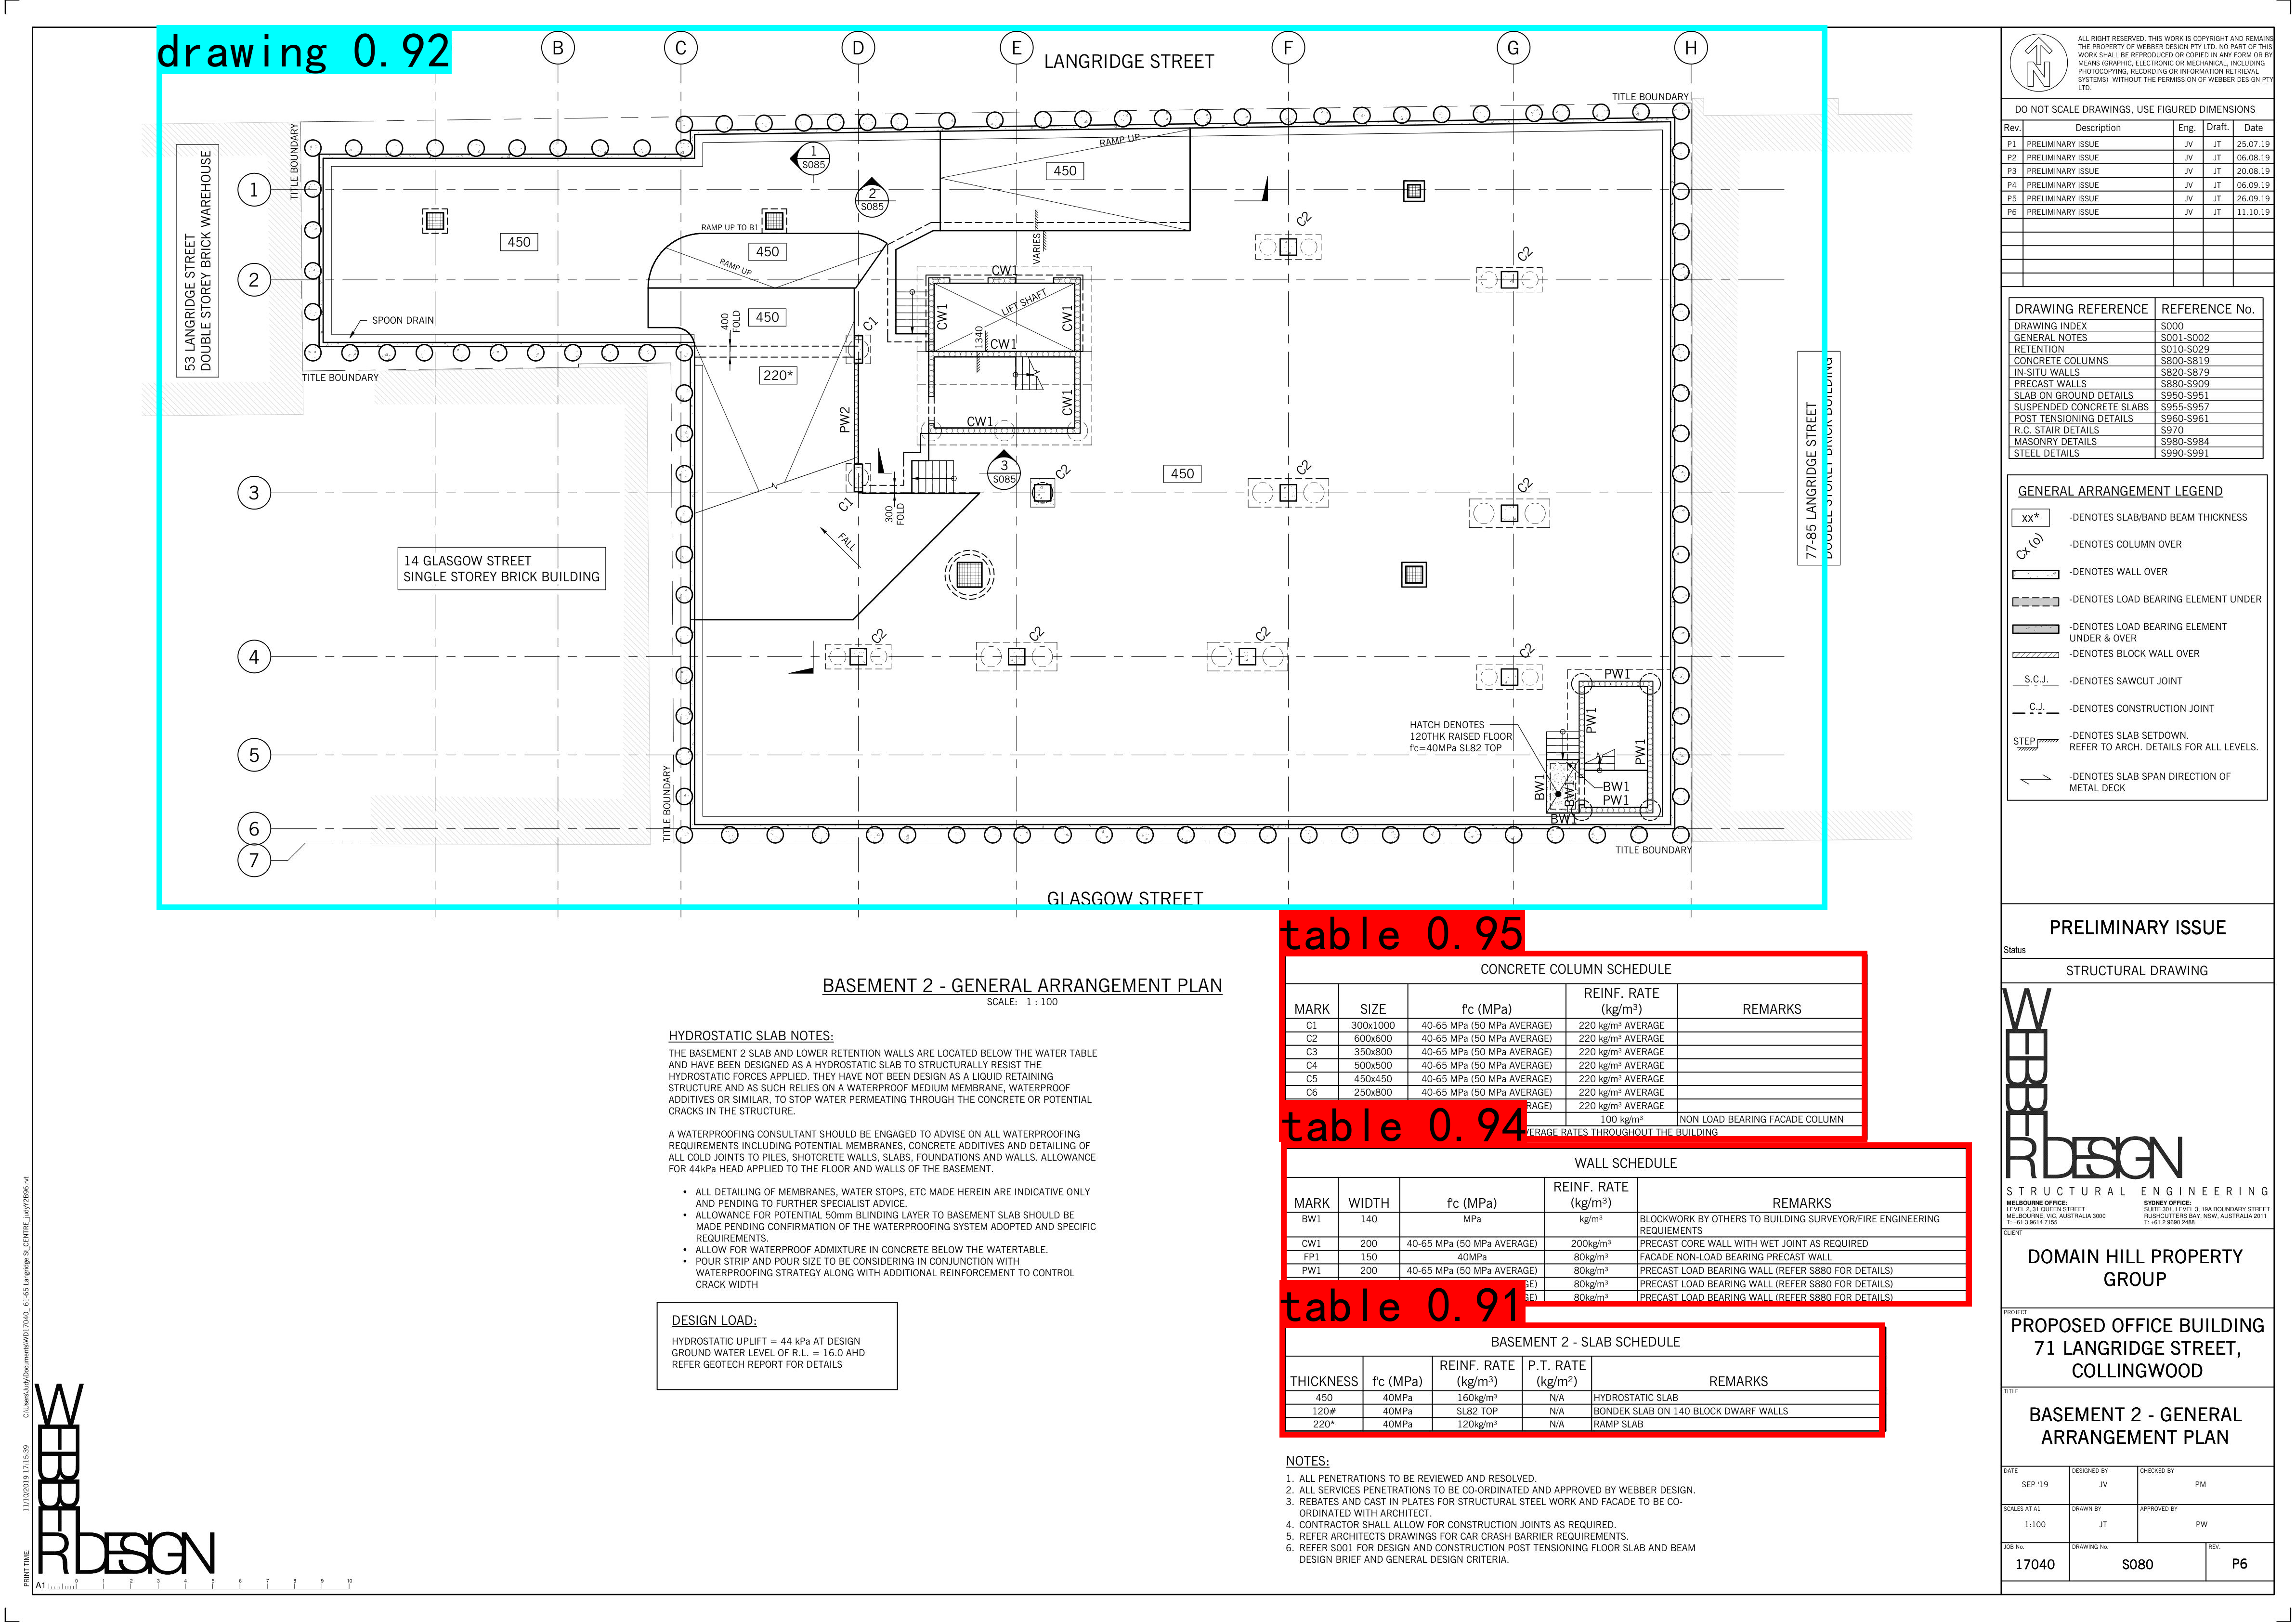 drawing 0.92
B
C
D
E
F
G
H
LANGRIDGE STREET
TITLE BOUNDARY
TITLE BOUNDARY
53 LANGRIDGE STREET
DOUBLE STOREY BRICK WAREHOUSE
1
2
3
4
5
6
7
1
S085
2
S085
3
S085
RAMP UP
450
450
RAMP UP TO B1
450
RAMP UP
VARIES
C2
C2
CW1
CW1
LIFT SHAFT
CW1
1340
CW1
CW1
CW1
SPOON DRAIN
400
FOLD
450
C1
220*
TITLE BOUNDARY
PW2
C1
300
FOLD
C2
450
C2
C2
FALL
14 GLASGOW STREET
SINGLE STOREY BRICK BUILDING
77-85 LANGRIDGE STREET
DOUBLE STOREY BRICK BUILDING
C2
C2
C2
C2
PW1
PW1
PW1
HATCH DENOTES
120THK RAISED FLOOR
f'c=40MPa SL82 TOP
BW1
BW1
BW1
PW1
BW1
TITLE BOUNDARY
TITLE BOUNDARY
GLASGOW STREET
BASEMENT 2 - GENERAL ARRANGEMENT PLAN
SCALE: 1 : 100
HYDROSTATIC SLAB NOTES:
THE BASEMENT 2 SLAB AND LOWER RETENTION WALLS ARE LOCATED BELOW THE WATER TABLE
AND HAVE BEEN DESIGNED AS A HYDROSTATIC SLAB TO STRUCTURALLY RESIST THE
HYDROSTATIC FORCES APPLIED. THEY HAVE NOT BEEN DESIGN AS A LIQUID RETAINING
STRUCTURE AND AS SUCH RELIES ON A WATERPROOF MEDIUM MEMBRANE, WATERPROOF
ADDITIVES OR SIMILAR, TO STOP WATER PERMEATING THROUGH THE CONCRETE OR POTENTIAL
CRACKS IN THE STRUCTURE.
A WATERPROOFING CONSULTANT SHOULD BE ENGAGED TO ADVISE ON ALL WATERPROOFING
REQUIREMENTS INCLUDING POTENTIAL MEMBRANES, CONCRETE ADDITIVES AND DETAILING OF
ALL COLD JOINTS TO PILES, SHOTCRETE WALLS, SLABS, FOUNDATIONS AND WALLS. ALLOWANCE
FOR 44kPa HEAD APPLIED TO THE FLOOR AND WALLS OF THE BASEMENT.
• ALL DETAILING OF MEMBRANES, WATER STOPS, ETC MADE HEREIN ARE INDICATIVE ONLY
AND PENDING TO FURTHER SPECIALIST ADVICE.
• ALLOWANCE FOR POTENTIAL 50mm BLINDING LAYER TO BASEMENT SLAB SHOULD BE
MADE PENDING CONFIRMATION OF THE WATERPROOFING SYSTEM ADOPTED AND SPECIFIC
REQUIREMENTS.
• ALLOW FOR WATERPROOF ADMIXTURE IN CONCRETE BELOW THE WATERTABLE.
• POUR STRIP AND POUR SIZE TO BE CONSIDERING IN CONJUNCTION WITH
WATERPROOFING STRATEGY ALONG WITH ADDITIONAL REINFORCEMENT TO CONTROL
CRACK WIDTH
DESIGN LOAD:
HYDROSTATIC UPLIFT = 44 kPa AT DESIGN
GROUND WATER LEVEL OF R.L. = 16.0 AHD
REFER GEOTECH REPORT FOR DETAILS
table 0.95
CONCRETE COLUMN SCHEDULE
MARK SIZE f'c (MPa) REINF. RATE (kg/m³) REMARKS
C1 300x1000 40-65 MPa (50 MPa AVERAGE) 220 kg/m³ AVERAGE
C2 600x600 40-65 MPa (50 MPa AVERAGE) 220 kg/m³ AVERAGE
C3 350x800 40-65 MPa (50 MPa AVERAGE) 220 kg/m³ AVERAGE
C4 500x500 40-65 MPa (50 MPa AVERAGE) 220 kg/m³ AVERAGE
C5 450x450 40-65 MPa (50 MPa AVERAGE) 220 kg/m³ AVERAGE
C6 250x800 40-65 MPa (50 MPa AVERAGE) 220 kg/m³ AVERAGE
RAGE) 220 kg/m³ AVERAGE
100 kg/m³ NON LOAD BEARING FACADE COLUMN
ERAGE RATES THROUGHOUT THE BUILDING
table 0.94
WALL SCHEDULE
MARK WIDTH f'c (MPa) REINF. RATE (kg/m³) REMARKS
BW1 140 MPa kg/m³ BLOCKWORK BY OTHERS TO BUILDING SURVEYOR/FIRE ENGINEERING
REQUIEMENTS
CW1 200 40-65 MPa (50 MPa AVERAGE) 200kg/m³ PRECAST CORE WALL WITH WET JOINT AS REQUIRED
FP1 150 40MPa 80kg/m³ FACADE NON-LOAD BEARING PRECAST WALL
PW1 200 40-65 MPa (50 MPa AVERAGE) 80kg/m³ PRECAST LOAD BEARING WALL (REFER S880 FOR DETAILS)
GE) 80kg/m³ PRECAST LOAD BEARING WALL (REFER S880 FOR DETAILS)
GE) 80kg/m³ PRECAST LOAD BEARING WALL (REFER S880 FOR DETAILS)
table 0.91
BASEMENT 2 - SLAB SCHEDULE
THICKNESS f'c (MPa) REINF. RATE (kg/m³) P.T. RATE (kg/m²) REMARKS
450 40MPa 160kg/m³ N/A HYDROSTATIC SLAB
120# 40MPa SL82 TOP N/A BONDEK SLAB ON 140 BLOCK DWARF WALLS
220* 40MPa 120kg/m³ N/A RAMP SLAB
NOTES:
1. ALL PENETRATIONS TO BE REVIEWED AND RESOLVED.
2. ALL SERVICES PENETRATIONS TO BE CO-ORDINATED AND APPROVED BY WEBBER DESIGN.
3. REBATES AND CAST IN PLATES FOR STRUCTURAL STEEL WORK AND FACADE TO BE CO-
ORDINATED WITH ARCHITECT.
4. CONTRACTOR SHALL ALLOW FOR CONSTRUCTION JOINTS AS REQUIRED.
5. REFER ARCHITECTS DRAWINGS FOR CAR CRASH BARRIER REQUIREMENTS.
6. REFER S001 FOR DESIGN AND CONSTRUCTION POST TENSIONING FLOOR SLAB AND BEAM
DESIGN BRIEF AND GENERAL DESIGN CRITERIA.
PRINT TIME: 11/10/2019 17:15:39 C:\Users\Judy\Documents\WD17040_ 61-65 Langridge St_CENTRE_judyY2B96.rvt
WEBBER DESIGN
A1 0 1 2 3 4 5 6 7 8 9 10
N
ALL RIGHT RESERVED. THIS WORK IS COPYRIGHT AND REMAINS
THE PROPERTY OF WEBBER DESIGN PTY LTD. NO PART OF THIS
WORK SHALL BE REPRODUCED OR COPIED IN ANY FORM OR BY
MEANS (GRAPHIC, ELECTRONIC OR MECHANICAL, INCLUDING
PHOTOCOPYING, RECORDING OR INFORMATION RETRIEVAL
SYSTEMS) WITHOUT THE PERMISSION OF WEBBER DESIGN PTY
LTD.
DO NOT SCALE DRAWINGS, USE FIGURED DIMENSIONS
Rev. Description Eng. Draft. Date
P1 PRELIMINARY ISSUE JV JT 25.07.19
P2 PRELIMINARY ISSUE JV JT 06.08.19
P3 PRELIMINARY ISSUE JV JT 20.08.19
P4 PRELIMINARY ISSUE JV JT 06.09.19
P5 PRELIMINARY ISSUE JV JT 26.09.19
P6 PRELIMINARY ISSUE JV JT 11.10.19
DRAWING REFERENCE REFERENCE No.
DRAWING INDEX S000
GENERAL NOTES S001-S002
RETENTION S010-S029
CONCRETE COLUMNS S800-S819
IN-SITU WALLS S820-S879
PRECAST WALLS S880-S909
SLAB ON GROUND DETAILS S950-S951
SUSPENDED CONCRETE SLABS S955-S957
POST TENSIONING DETAILS S960-S961
R.C. STAIR DETAILS S970
MASONRY DETAILS S980-S984
STEEL DETAILS S990-S991
GENERAL ARRANGEMENT LEGEND
xx* -DENOTES SLAB/BAND BEAM THICKNESS
Cx (o) -DENOTES COLUMN OVER
-DENOTES WALL OVER
-DENOTES LOAD BEARING ELEMENT UNDER
-DENOTES LOAD BEARING ELEMENT
UNDER & OVER
-DENOTES BLOCK WALL OVER
S.C.J. -DENOTES SAWCUT JOINT
C.J. -DENOTES CONSTRUCTION JOINT
STEP -DENOTES SLAB SETDOWN.
REFER TO ARCH. DETAILS FOR ALL LEVELS.
-DENOTES SLAB SPAN DIRECTION OF
METAL DECK
PRELIMINARY ISSUE
Status
STRUCTURAL DRAWING
WEBBER DESIGN
STRUCTURAL ENGINEERING
MELBOURNE OFFICE: SYDNEY OFFICE:
LEVEL 2, 31 QUEEN STREET SUITE 301, LEVEL 3, 19A BOUNDARY STREET
MELBOURNE, VIC, AUSTRALIA 3000 RUSHCUTTERS BAY, NSW, AUSTRALIA 2011
T: +61 3 9614 7155 T: +61 2 9690 2488
CLIENT
DOMAIN HILL PROPERTY
GROUP
PROJECT
PROPOSED OFFICE BUILDING
71 LANGRIDGE STREET,
COLLINGWOOD
TITLE
BASEMENT 2 - GENERAL
ARRANGEMENT PLAN
DATE DESIGNED BY CHECKED BY
SEP '19 JV PM
SCALES AT A1 DRAWN BY APPROVED BY
1:100 JT PW
JOB No. DRAWING No. REV.
17040 S080 P6